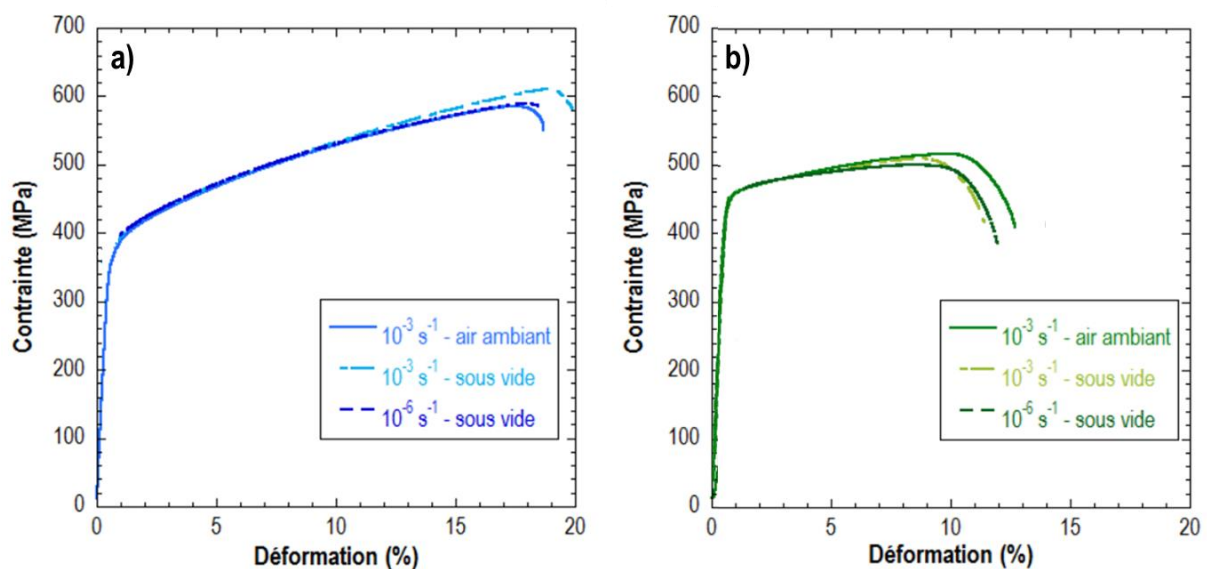 a)
700
600
500
400
300
200
100
0
Contrainte (MPa)
0 5 10 15 20
Déformation (%)
10⁻³ s⁻¹ - air ambiant
10⁻³ s⁻¹ - sous vide
10⁻⁶ s⁻¹ - sous vide
b)
700
600
500
400
300
200
100
0
Contrainte (MPa)
0 5 10 15 20
Déformation (%)
10⁻³ s⁻¹ - air ambiant
10⁻³ s⁻¹ - sous vide
10⁻⁶ s⁻¹ - sous vide